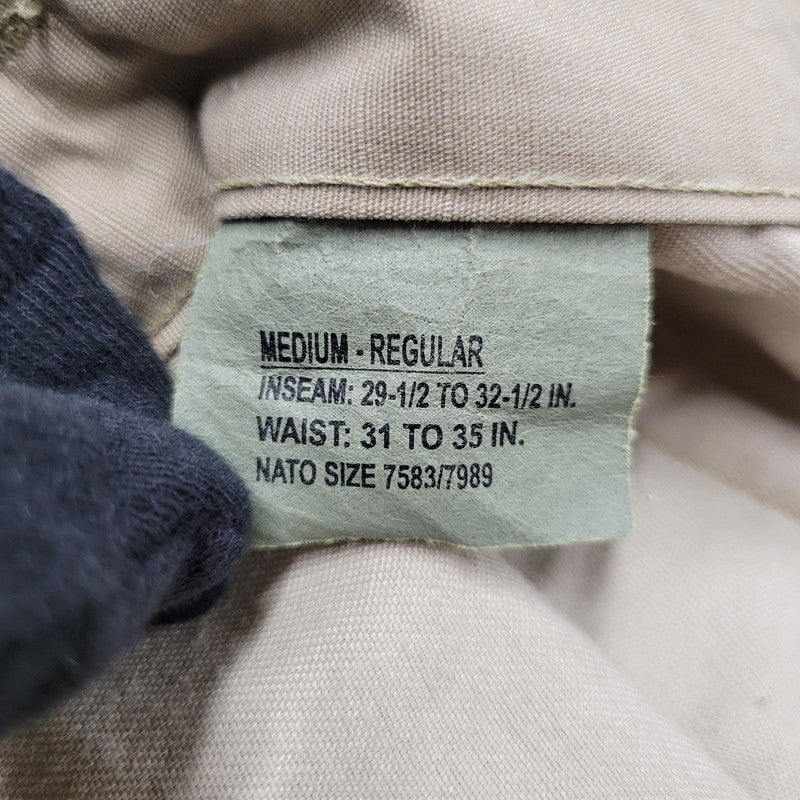 MEDIUM - REGULAR
INSEAM: 29-1/2 TO 32-1/2 IN.
WAIST: 31 TO 35 IN.
NATO SIZE 7583/7989